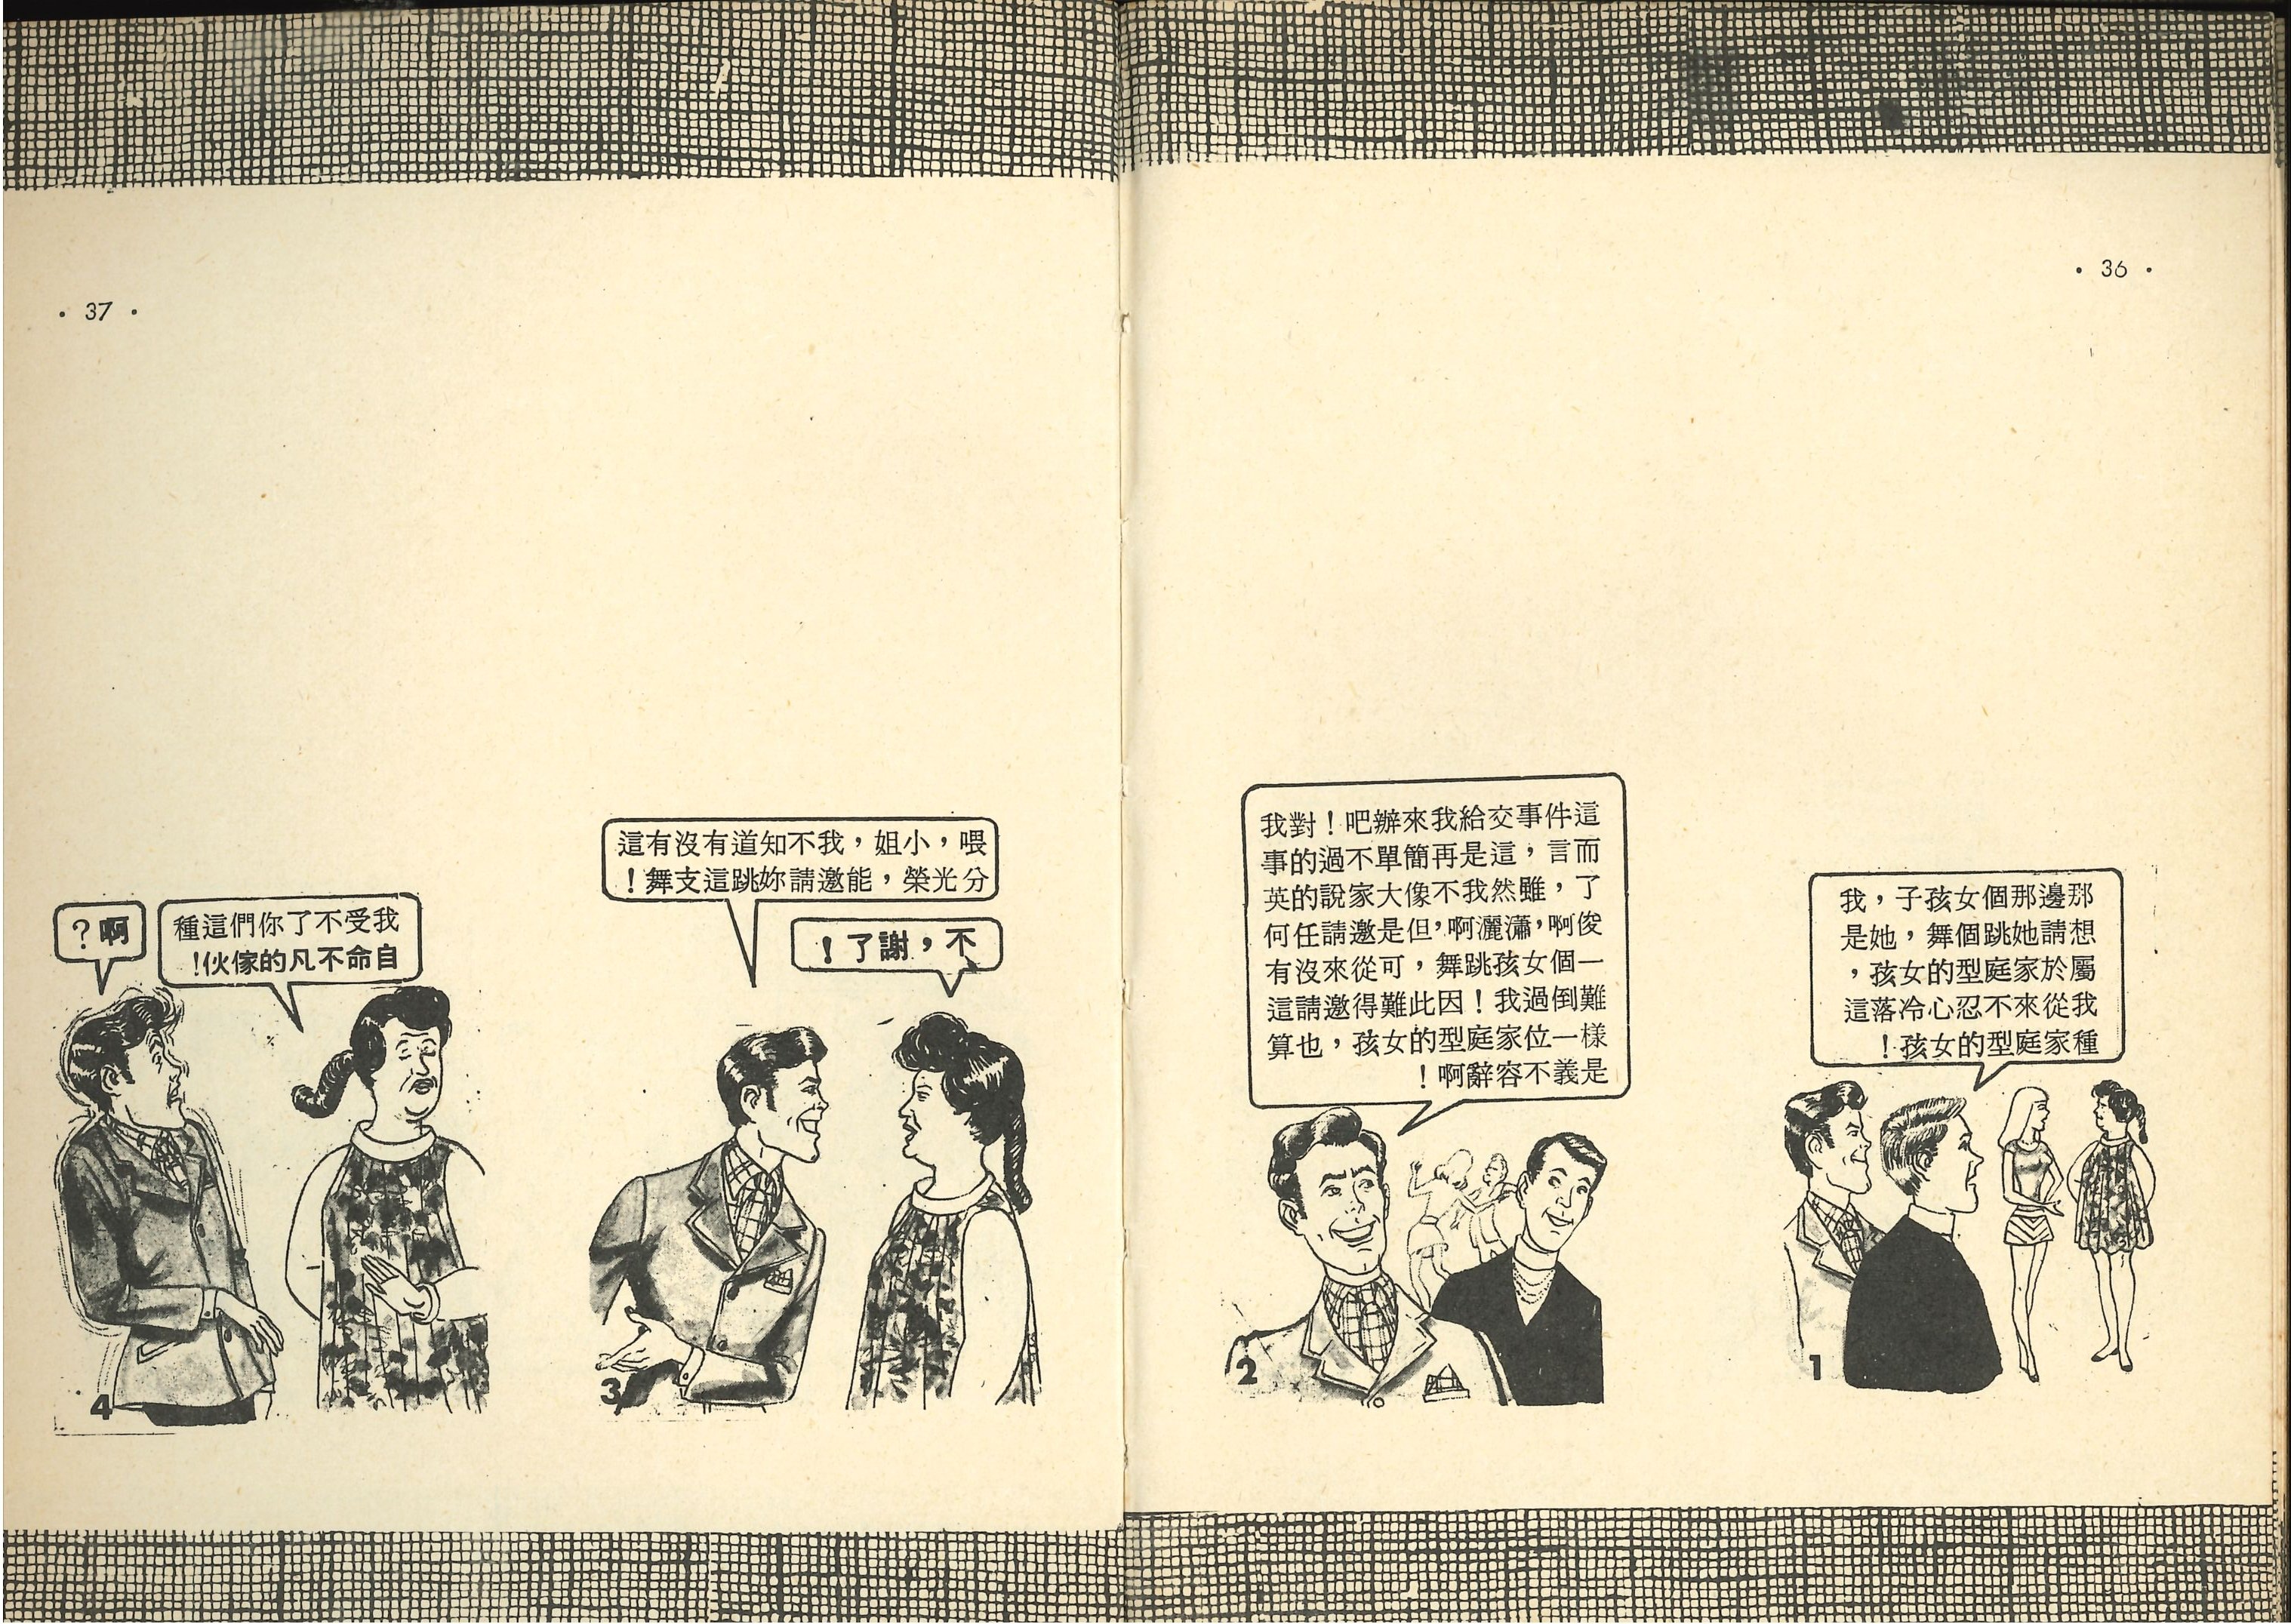 • 36 •
那邊那個女孩子，我
想請她跳個舞，她是
屬於家庭型的女孩，
我從來不忍心冷落這
種家庭型的女孩！
1
這件事交給我來辦吧！對我
而言，這是再簡單不過的事
了，雖然我不像大家說的英
俊啊，瀟灑啊，但是邀請任何
一個女孩跳舞，可從來沒有
難倒過我！因此難得邀請這
樣一位家庭型的女孩，也算
是義不容辭啊！
2
• 37 •
喂，小姐，我不知道有沒有這
分光榮，能邀請妳跳這支舞！
不，謝了！
3
我受不了你們這種
自命不凡的傢伙！
啊？
4